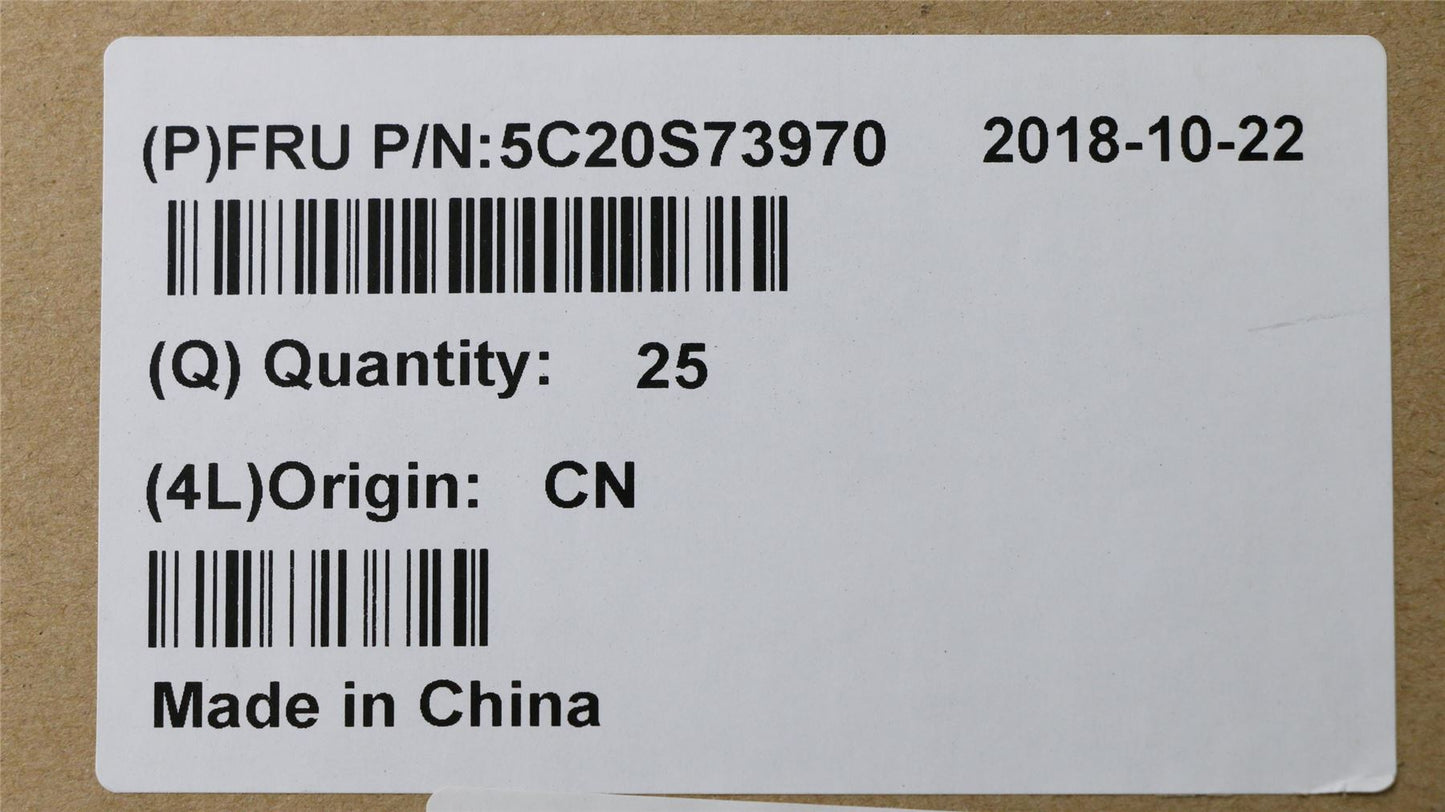 (P)FRU P/N:5C20S73970 2018-10-22
(Q) Quantity: 25
(4L)Origin: CN
Made in China